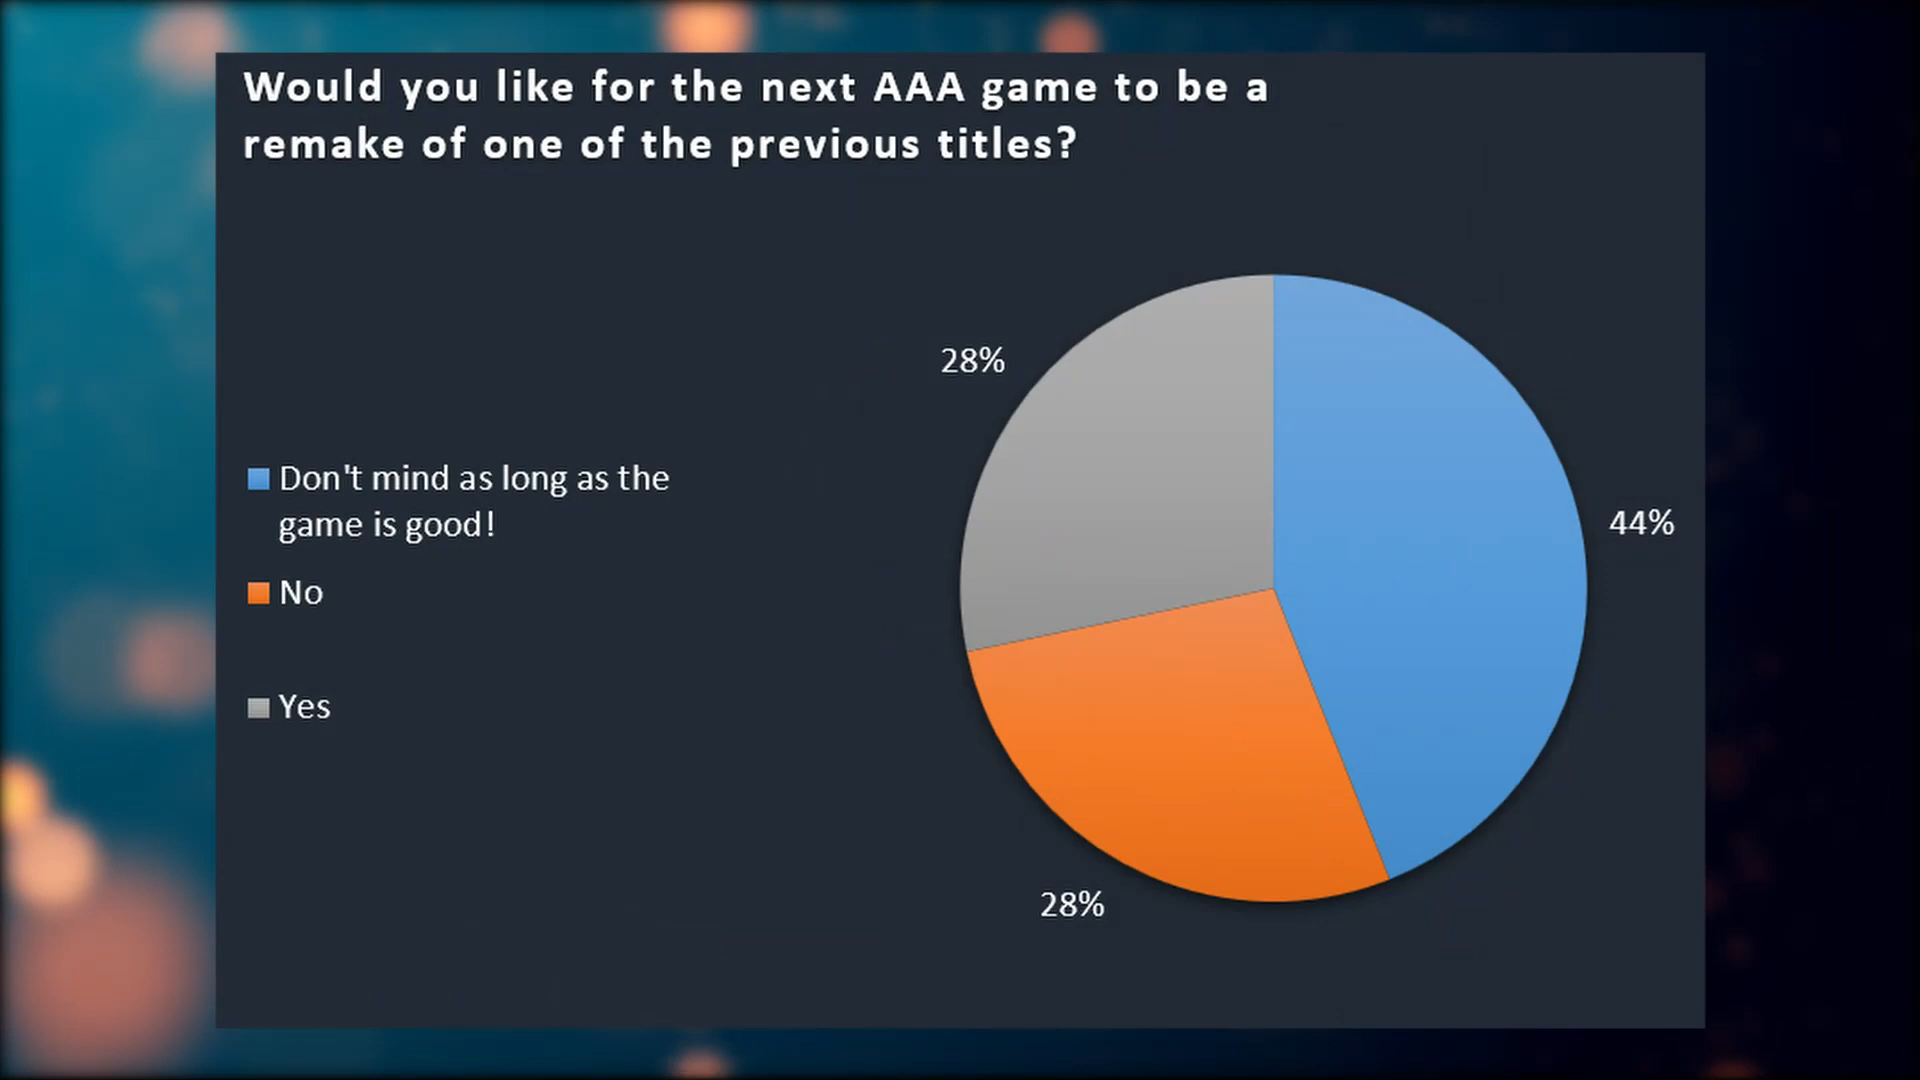 Would you like for the next AAA game to be a
remake of one of the previous titles?
28%
Don't mind as long as the
game is good!
44%
No
Yes
28%